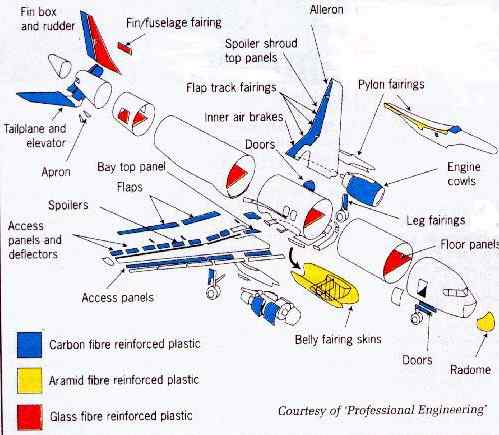 Fin box
and rudder
Fin/fuselage fairing
Alleron
Spoiler shroud
top panels
Flap track fairings
Pylon fairings
Inner air brakes
Doors
Tailplane and
elevator
Apron
Bay top panel
Engine
cowls
Flaps
Spoilers
Leg fairings
Access
panels and
deflectors
Floor panels
Access panels
Belly fairing skins
Doors
Radome
Carbon fibre reinforced plastic
Aramid fibre reinforced plastic
Glass fibre reinforced plastic
Courtesy of 'Professional Engineering'